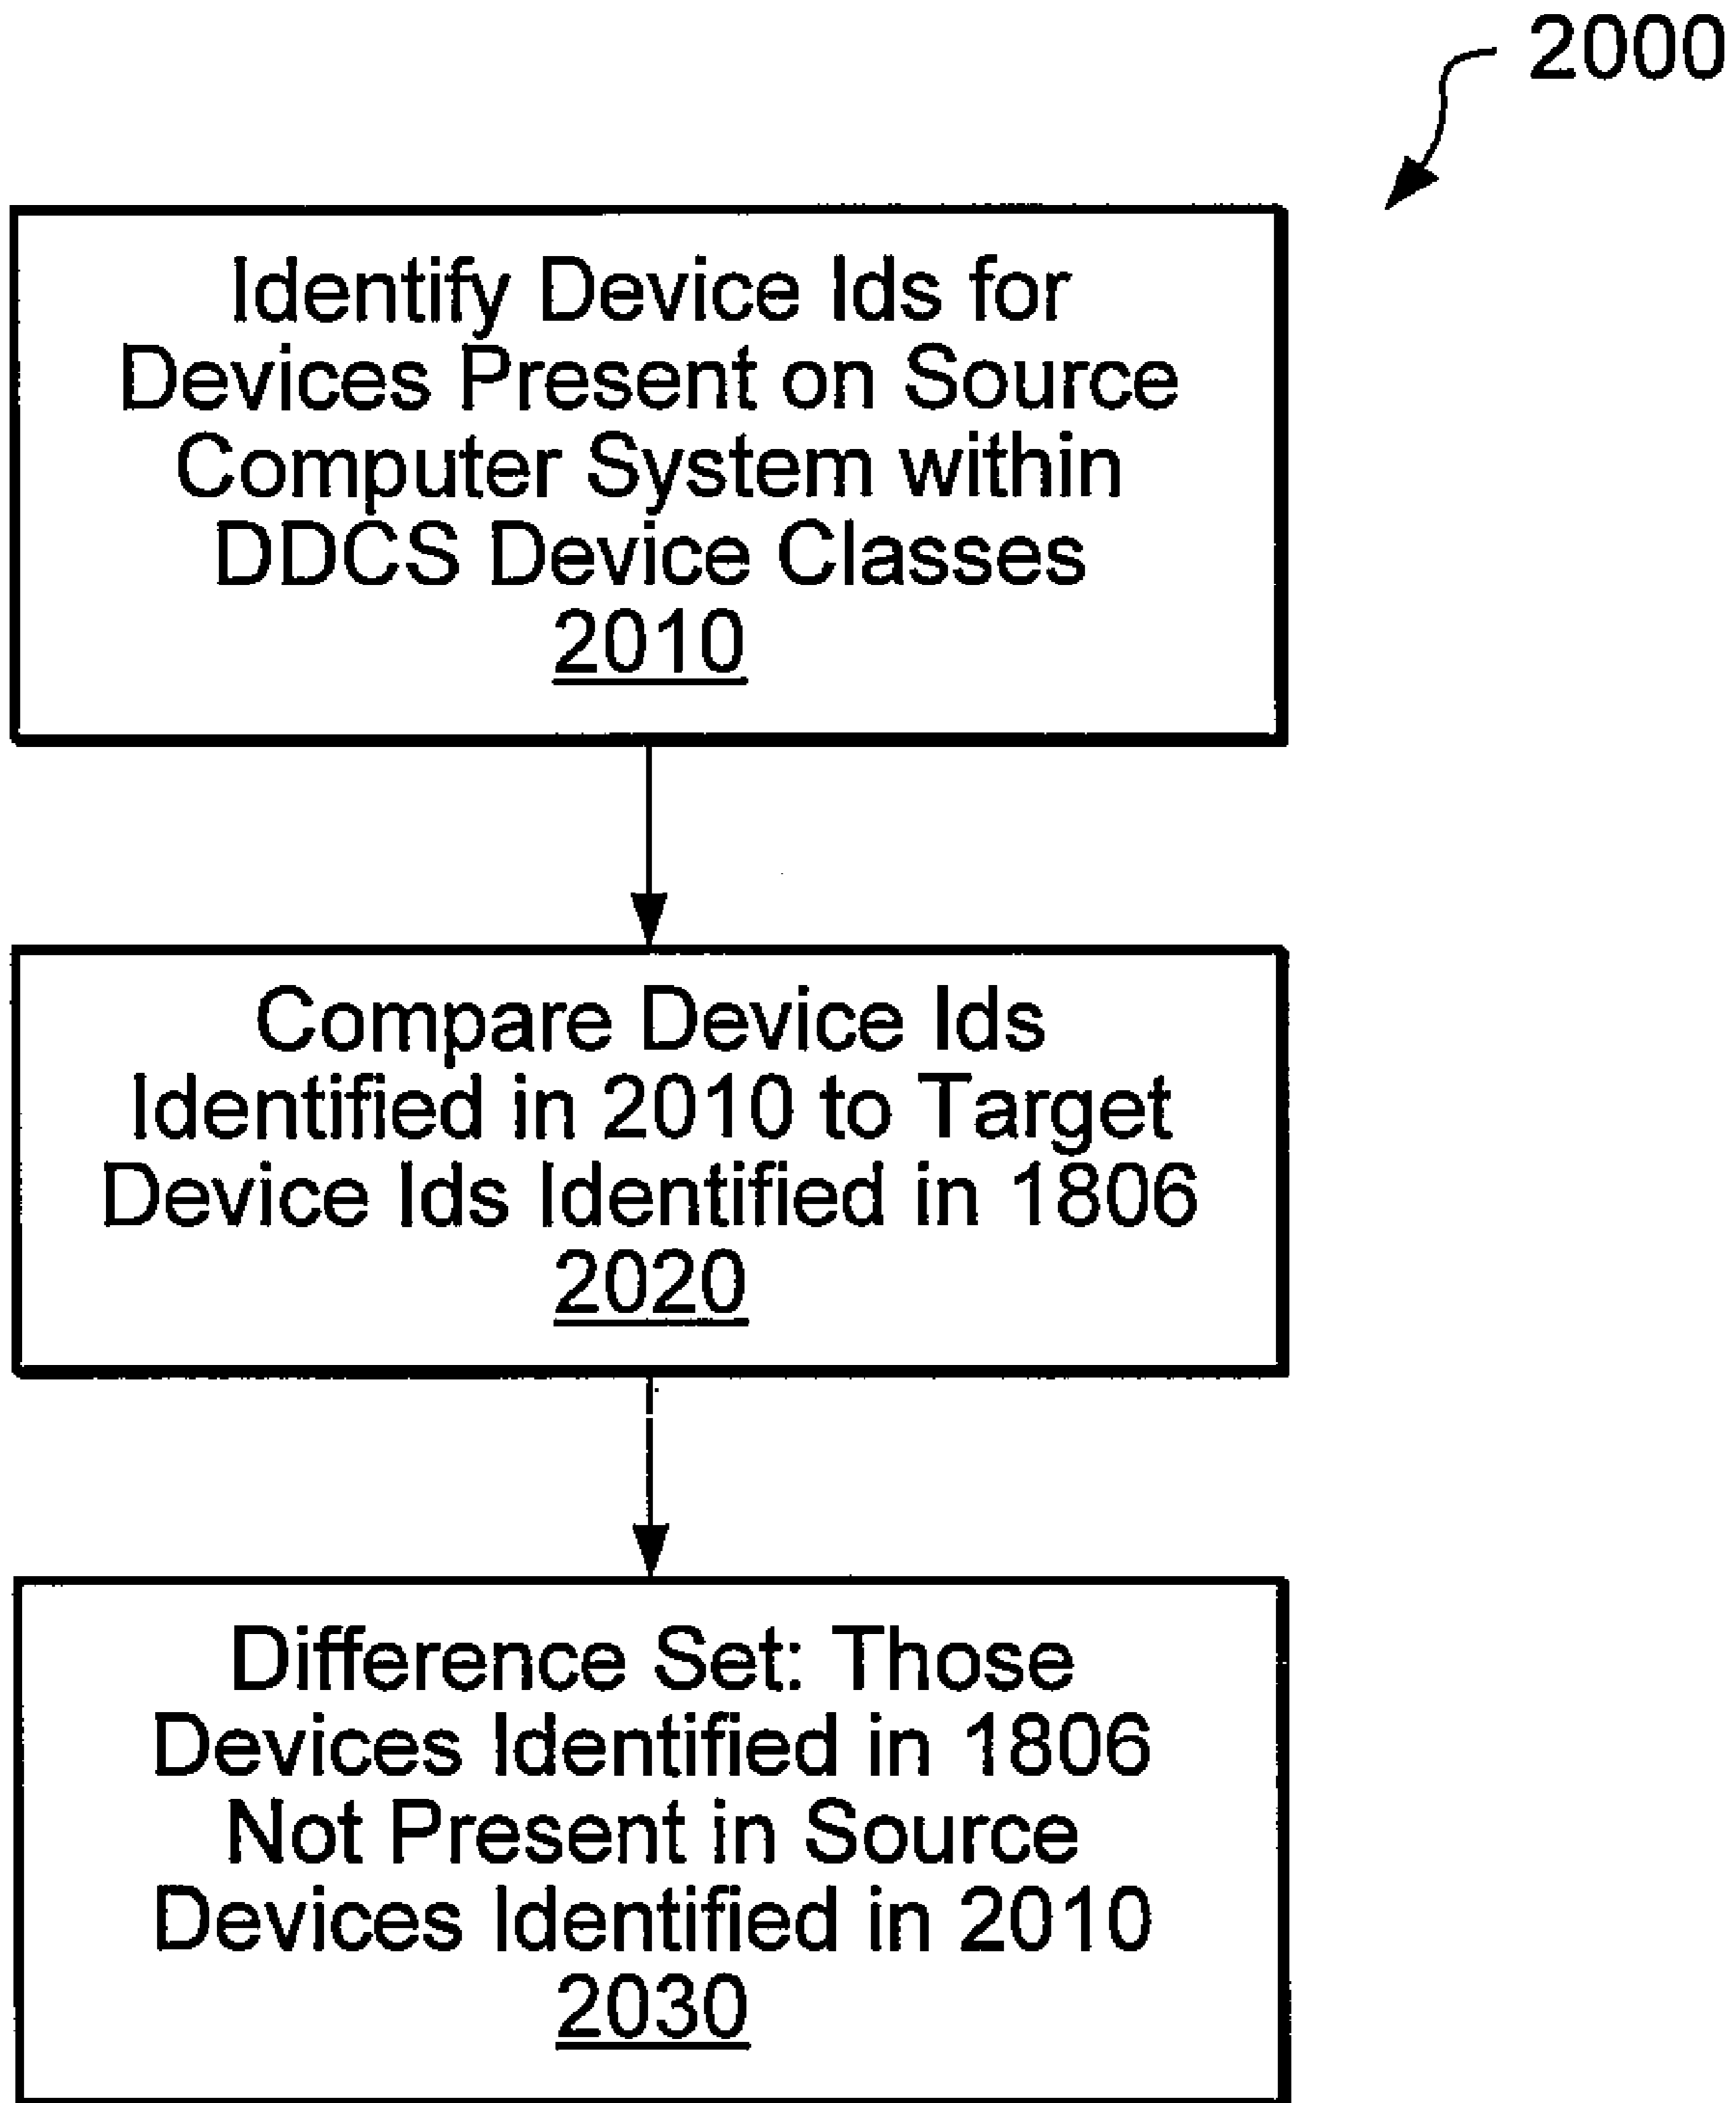 2000
Identify Device Ids for
Devices Present on Source
Computer System within
DDCS Device Classes
2010
Compare Device Ids
Identified in 2010 to Target
Device Ids Identified in 1806
2020
Difference Set: Those
Devices Identified in 1806
Not Present in Source
Devices Identified in 2010
2030